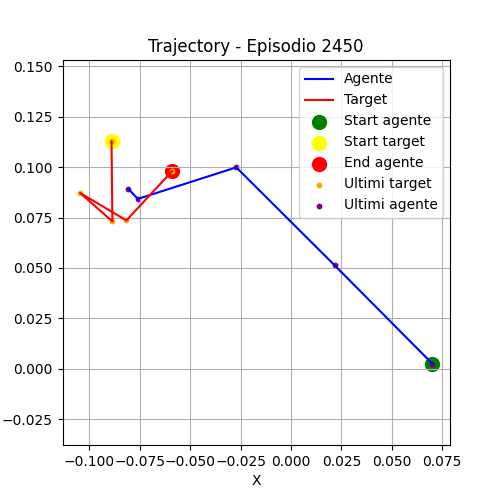 Trajectory - Episodio 2450
Agente
Target
Start agente
Start target
End agente
Ultimi target
Ultimi agente
0.150
0.125
0.100
0.075
0.050
0.025
0.000
−0.025
−0.100 −0.075 −0.050 −0.025 0.000 0.025 0.050 0.075
X